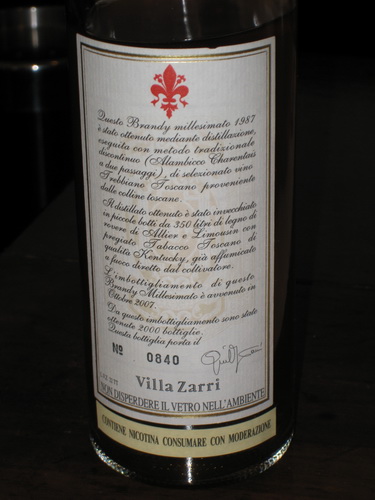 Questo Brandy millesimato 1987
è stato ottenuto mediante distillazione,
eseguita con metodo tradizionale
discontinuo (Alambicco Charentais
a due passaggi), di selezionato vino
Trebbiano Toscano proveniente
dalle colline toscane.
Il distillato ottenuto è stato invecchiato
in piccole botti da 350 litri di legno di
rovere di Allier e Limousin con
pregiato Tabacco Toscano di
qualità Kentucky, già affumicato
a fuoco diretto dal coltivatore.
L'imbottigliamento di questo
Brandy Millesimato è avvenuto in
Ottobre 2007.
Da questo imbottigliamento sono state
ottenute 2000 bottiglie.
Questa bottiglia porta il
Nº 0840
Villa Zarri
NON DISPERDERE IL VETRO NELL'AMBIENTE
CONTIENE NICOTINA CONSUMARE CON MODERAZIONE